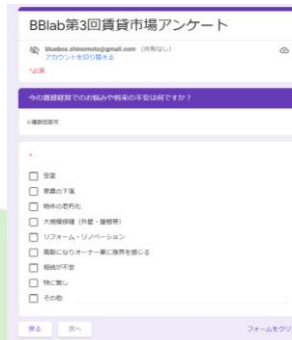 BBlab第3回賃貸市場アンケート
bluebox.shinomoto@gmail.com （共有なし）
アカウントを切り替える
*必須
今の賃貸経営でのお悩みや将来の不安は何ですか？
※複数回答可
*
空室
家賃の下落
物件の老朽化
大規模修繕（外壁・屋根等）
リフォーム・リノベーション
高齢になりオーナー業に限界を感じる
相続が不安
特に無し
その他
戻る 次へ フォームをクリ